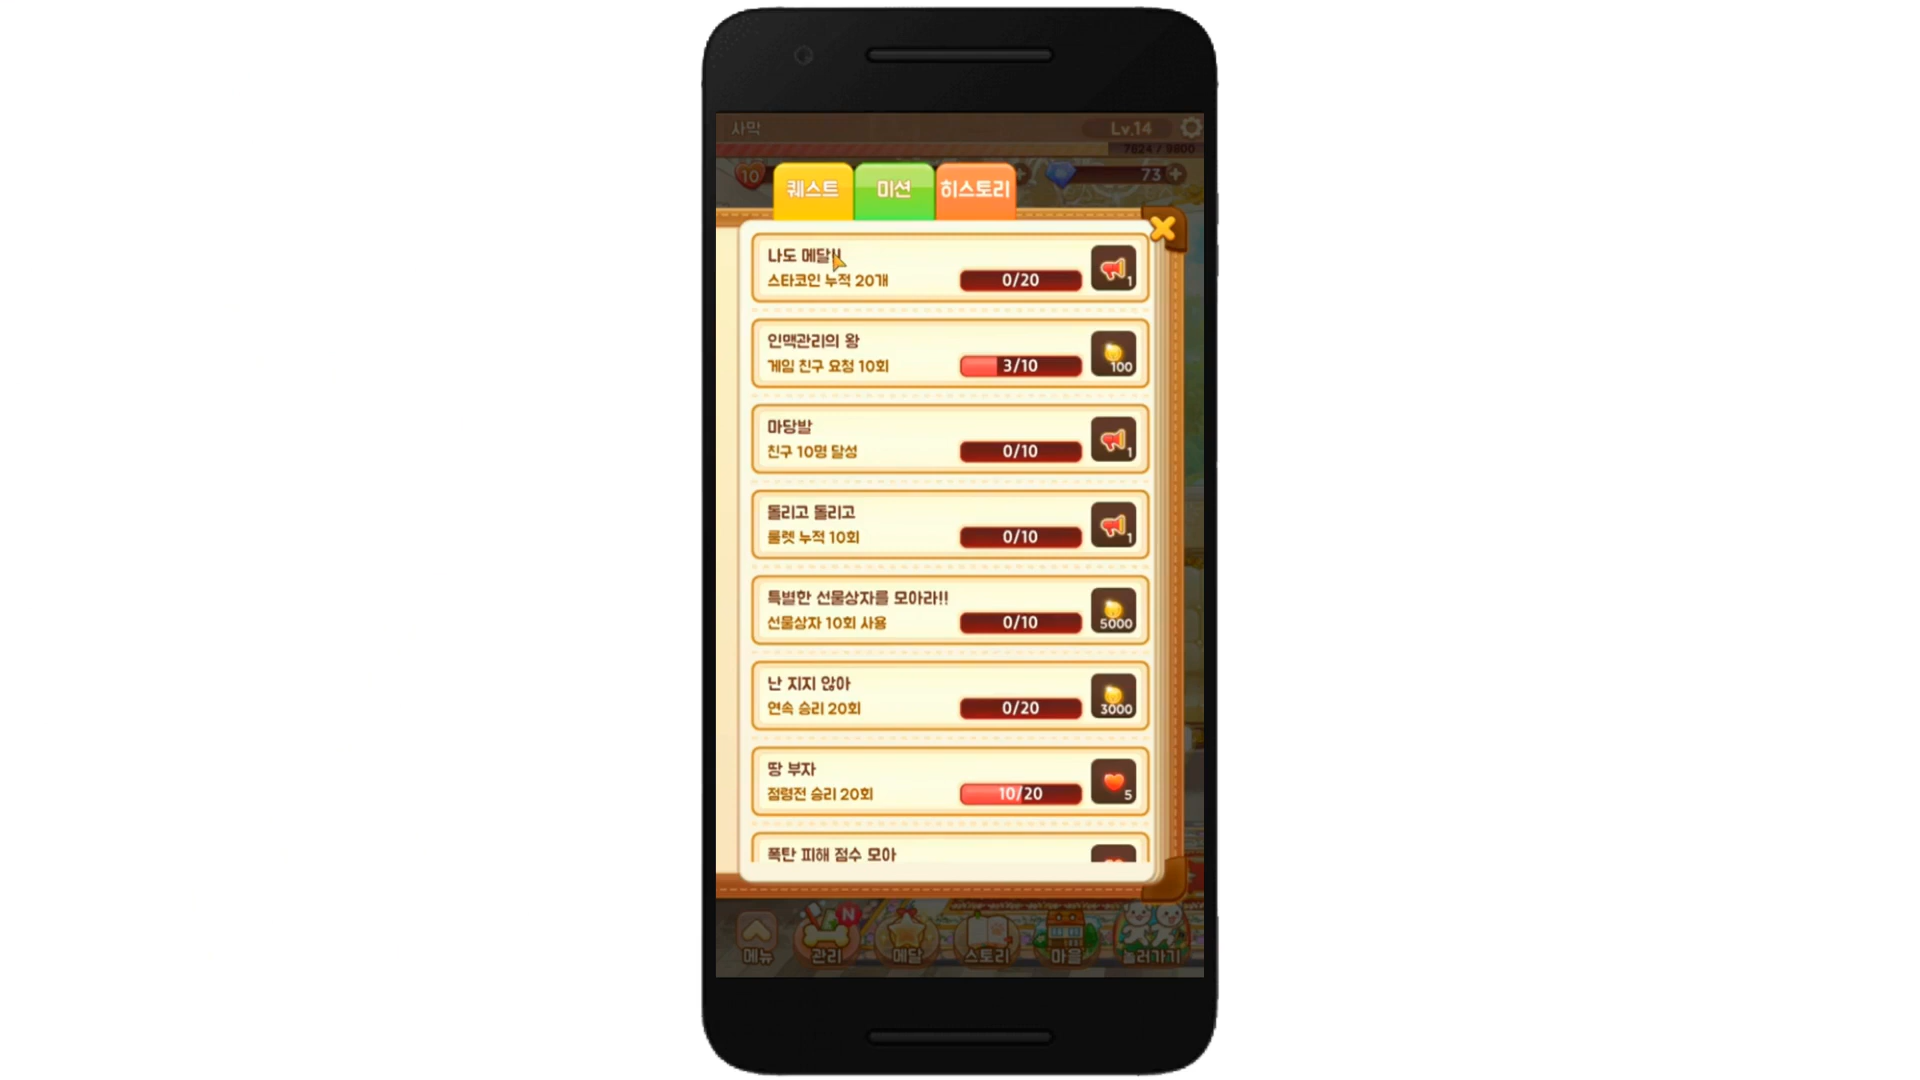 사막
Lv.14
7624 / 9800
10
73
퀘스트
미션
히스토리
나도 메달!!
스타코인 누적 20개
0/20
1
인맥관리의 왕
게임 친구 요청 10회
3/10
100
마당발
친구 10명 달성
0/10
1
돌리고 돌리고
룰렛 누적 10회
0/10
1
특별한 선물상자를 모아라!!
선물상자 10회 사용
0/10
5000
난 지지 않아
연속 승리 20회
0/20
3000
땅 부자
점령전 승리 20회
10/20
5
폭탄 피해 점수 모아
N
메뉴
관리
메달
스토리
마을
놀러가기